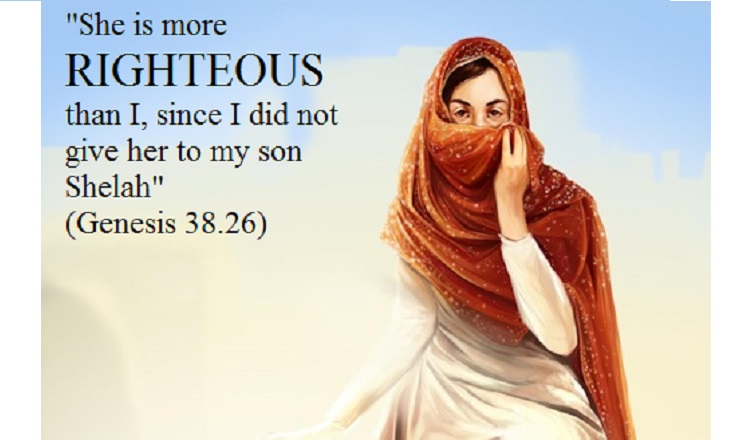 "She is more
RIGHTEOUS
than I, since I did not
give her to my son
Shelah"
(Genesis 38.26)